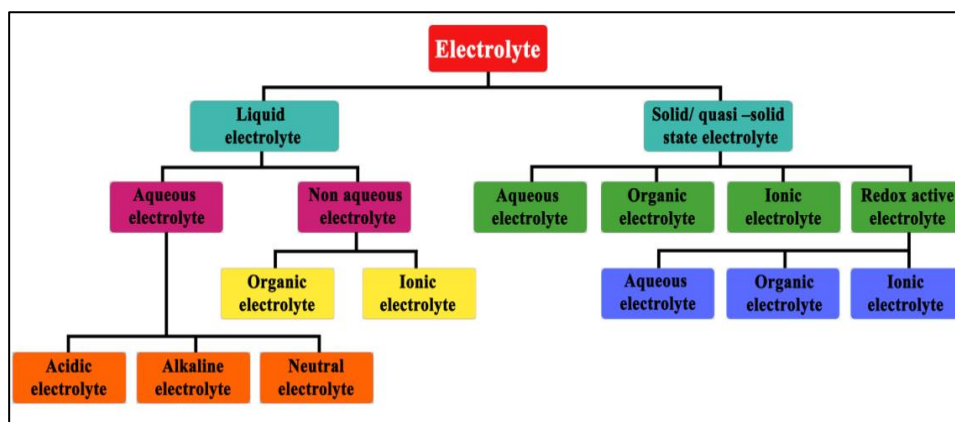 Electrolyte
Liquid
electrolyte
Solid/ quasi –solid
state electrolyte
Aqueous
electrolyte
Non aqueous
electrolyte
Aqueous
electrolyte
Organic
electrolyte
Ionic
electrolyte
Redox active
electrolyte
Organic
electrolyte
Ionic
electrolyte
Aqueous
electrolyte
Organic
electrolyte
Ionic
electrolyte
Acidic
electrolyte
Alkaline
electrolyte
Neutral
electrolyte